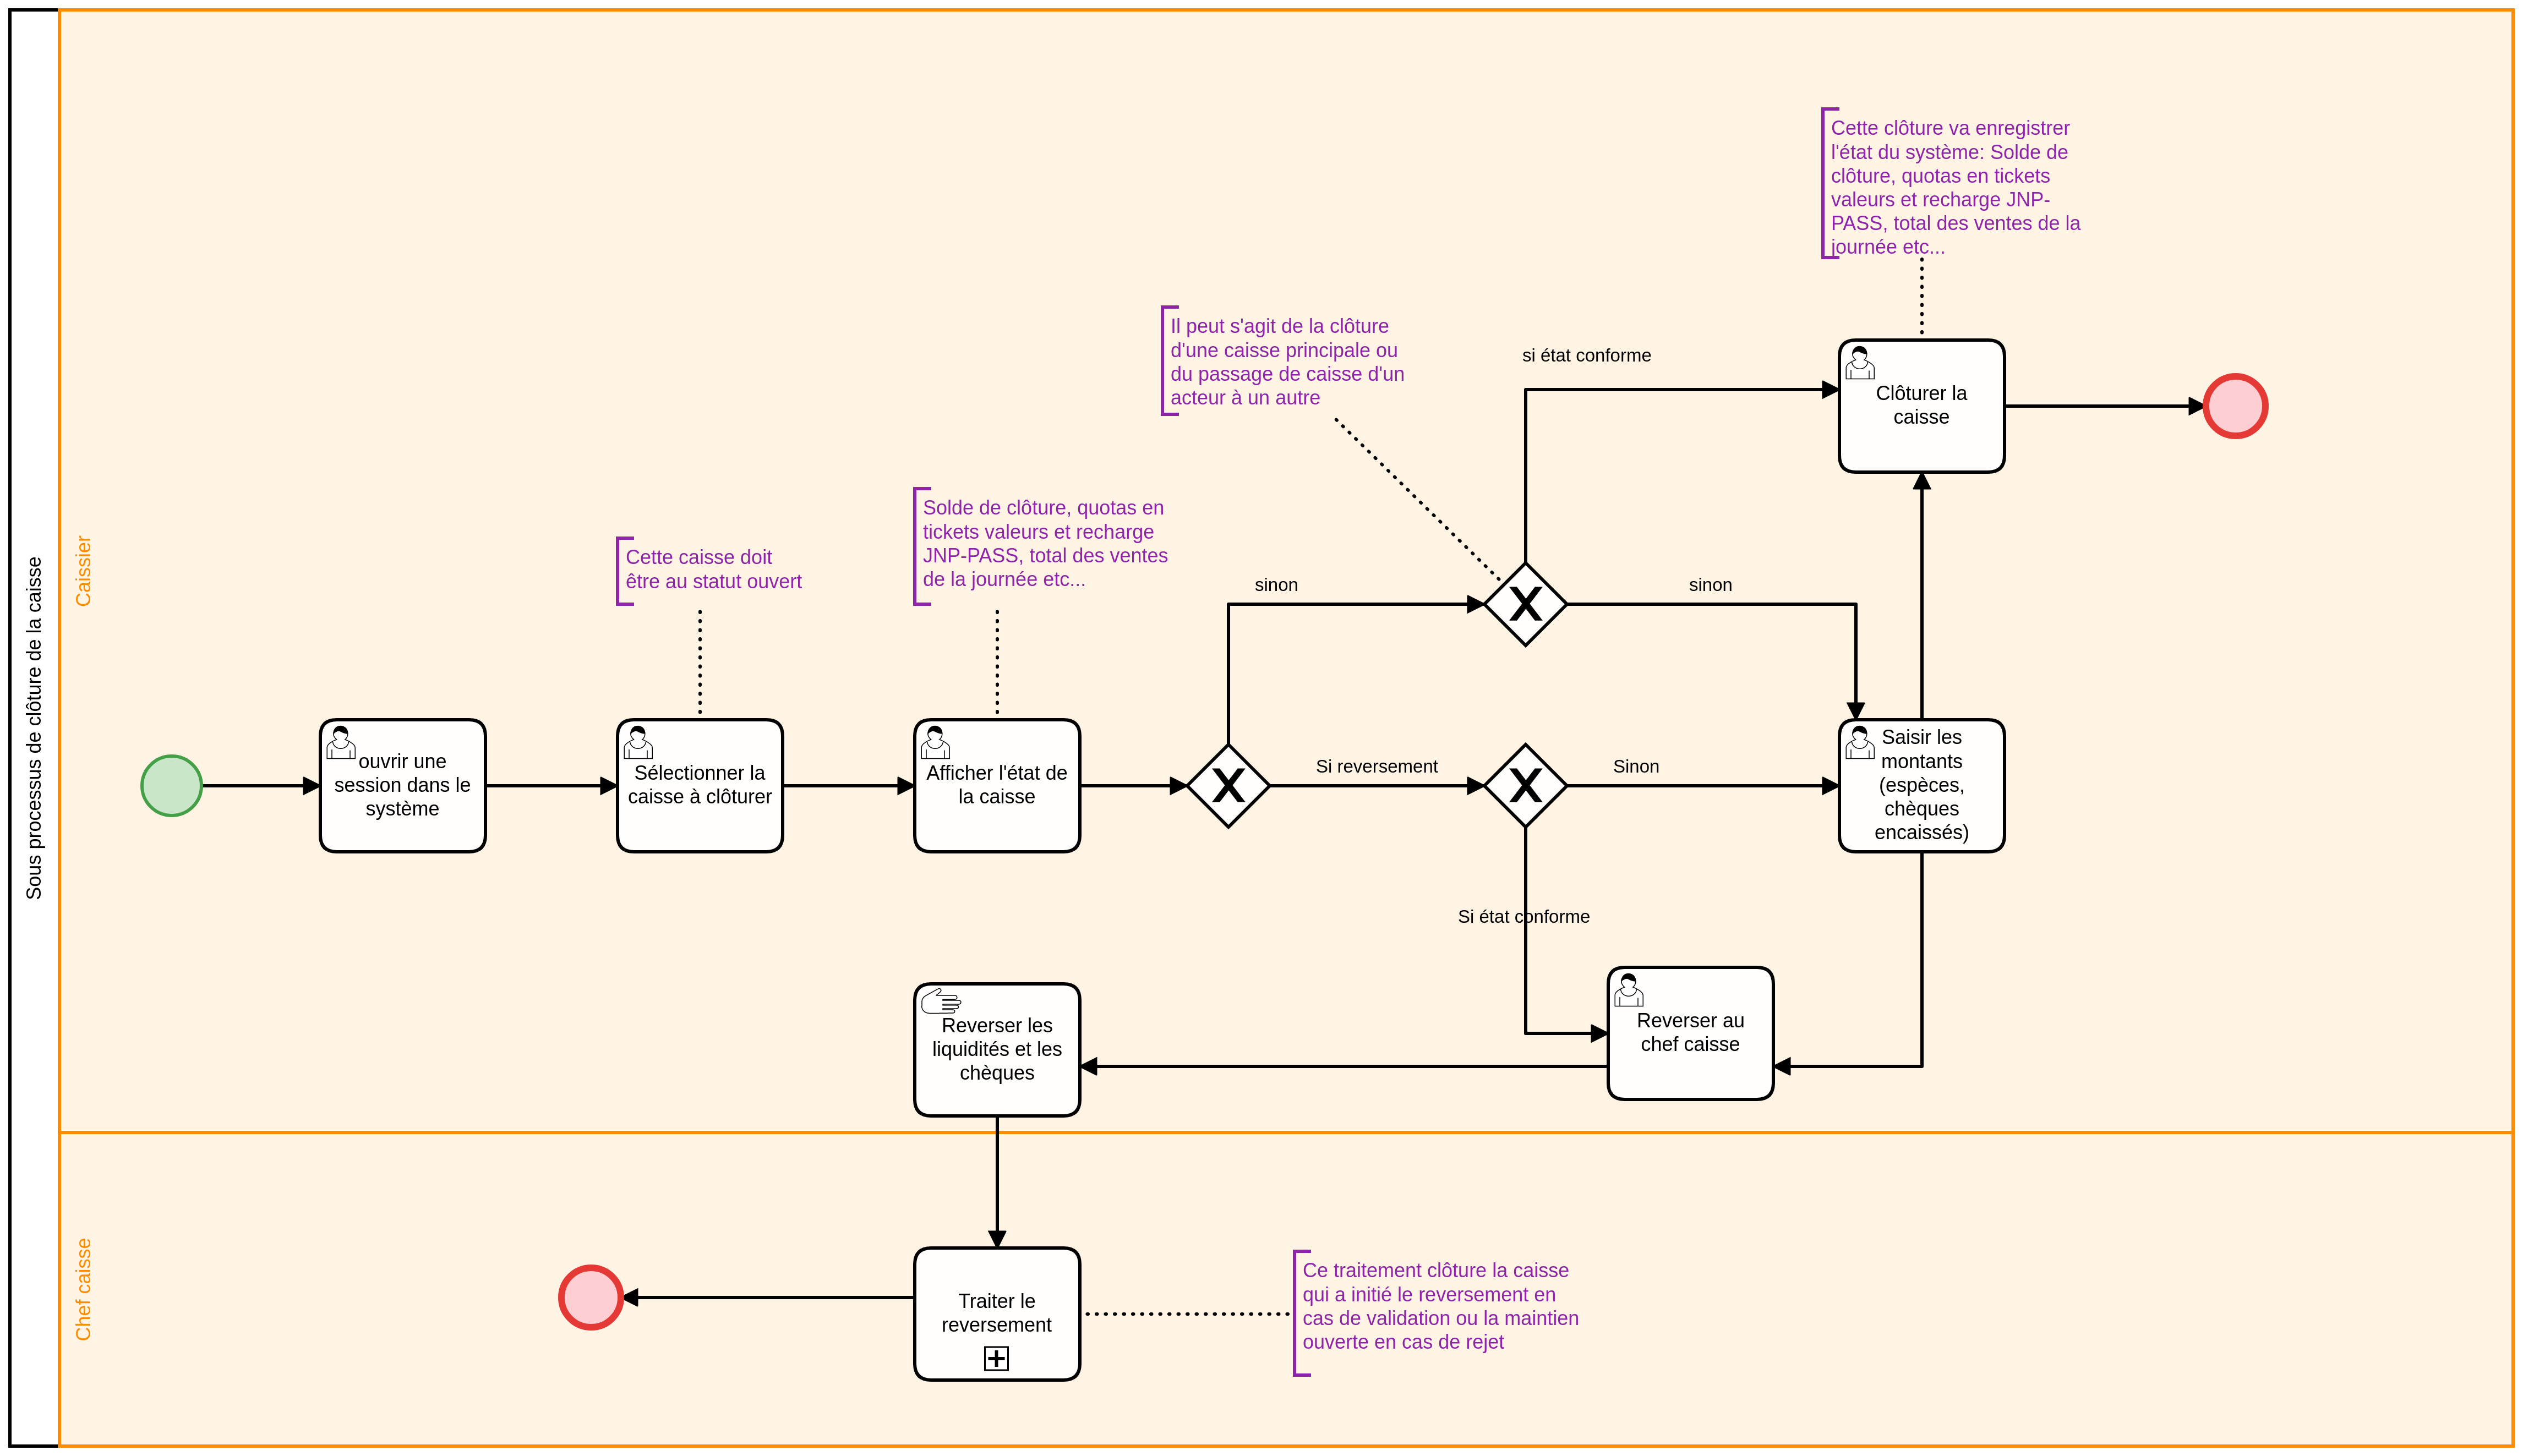 Sous processus de clôture de la caisse
Caissier
Cette clôture va enregistrer
l'état du système: Solde de
clôture, quotas en tickets
valeurs et recharge JNP-
PASS, total des ventes de la
journée etc...
Il peut s'agit de la clôture
d'une caisse principale ou
du passage de caisse d'un
acteur à un autre
si état conforme
Clôturer la
caisse
Solde de clôture, quotas en
tickets valeurs et recharge
JNP-PASS, total des ventes
de la journée etc...
Cette caisse doit
être au statut ouvert
sinon
X
sinon
ouvrir une
session dans le
système
Sélectionner la
caisse à clôturer
Afficher l'état de
la caisse
X
Si reversement
X
Sinon
Saisir les
montants
(espèces,
chèques
encaissés)
Si état conforme
Reverser les
liquidités et les
chèques
Reverser au
chef caisse
Chef caisse
Traiter le
reversement
Ce traitement clôture la caisse
qui a initié le reversement en
cas de validation ou la maintien
ouverte en cas de rejet